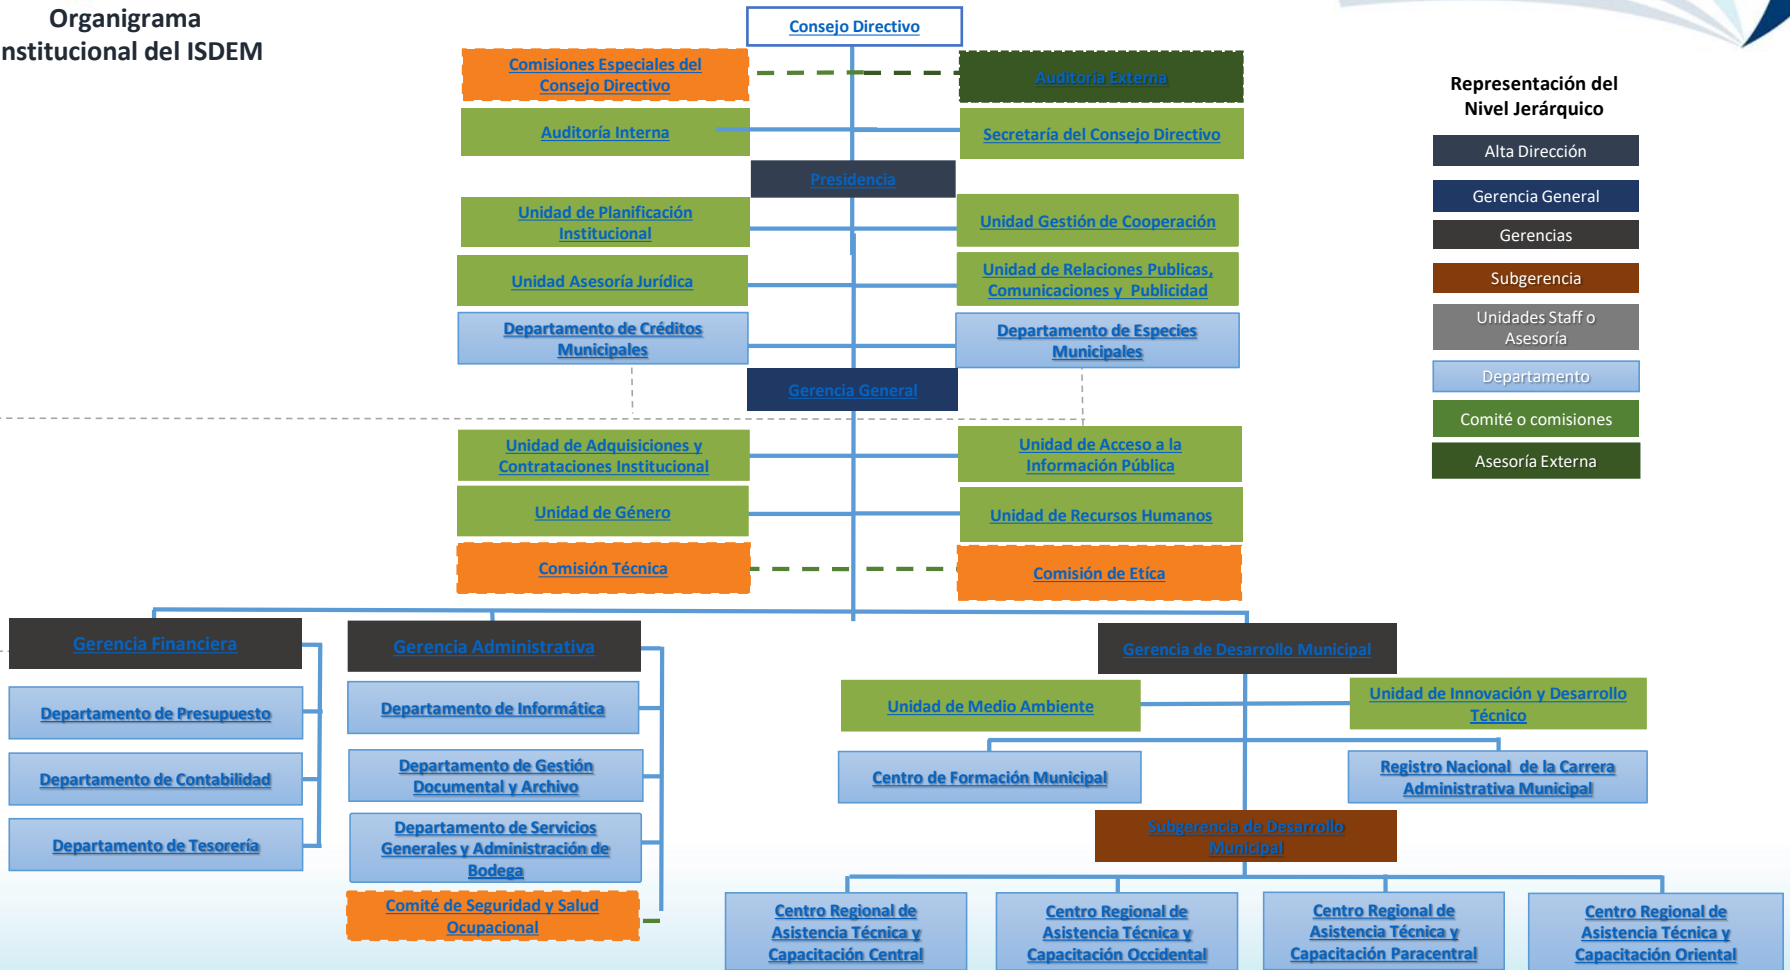 Organigrama
nstitucional del ISDEM
Consejo Directivo
Comisiones Especiales del
Consejo Directivo
Auditoría Externa
Auditoría Interna
Secretaría del Consejo Directivo
Presidencia
Unidad de Planificación
Institucional
Unidad Gestión de Cooperación
Unidad Asesoría Jurídica
Unidad de Relaciones Publicas,
Comunicaciones y Publicidad
Departamento de Créditos
Municipales
Departamento de Especies
Municipales
Gerencia General
Unidad de Adquisiciones y
Contrataciones Institucional
Unidad de Acceso a la
Información Pública
Unidad de Género
Unidad de Recursos Humanos
Comisión Técnica
Comisión de Etíca
Gerencia Financiera
Gerencia Administrativa
Gerencia de Desarrollo Municipal
Departamento de Presupuesto
Departamento de Contabilidad
Departamento de Tesorería
Departamento de Informática
Departamento de Gestión
Documental y Archivo
Departamento de Servicios
Generales y Administración de
Bodega
Comité de Seguridad y Salud
Ocupacional
Unidad de Medio Ambiente
Unidad de Innovación y Desarrollo
Técnico
Centro de Formación Municipal
Registro Nacional de la Carrera
Administrativa Municipal
Subgerencia de Desarrollo
Municipal
Centro Regional de
Asistencia Técnica y
Capacitación Central
Centro Regional de
Asistencia Técnica y
Capacitación Occidental
Centro Regional de
Asistencia Técnica y
Capacitación Paracentral
Centro Regional de
Asistencia Técnica y
Capacitación Oriental
Representación del
Nivel Jerárquico
Alta Dirección
Gerencia General
Gerencias
Subgerencia
Unidades Staff o
Asesoría
Departamento
Comité o comisiones
Asesoría Externa